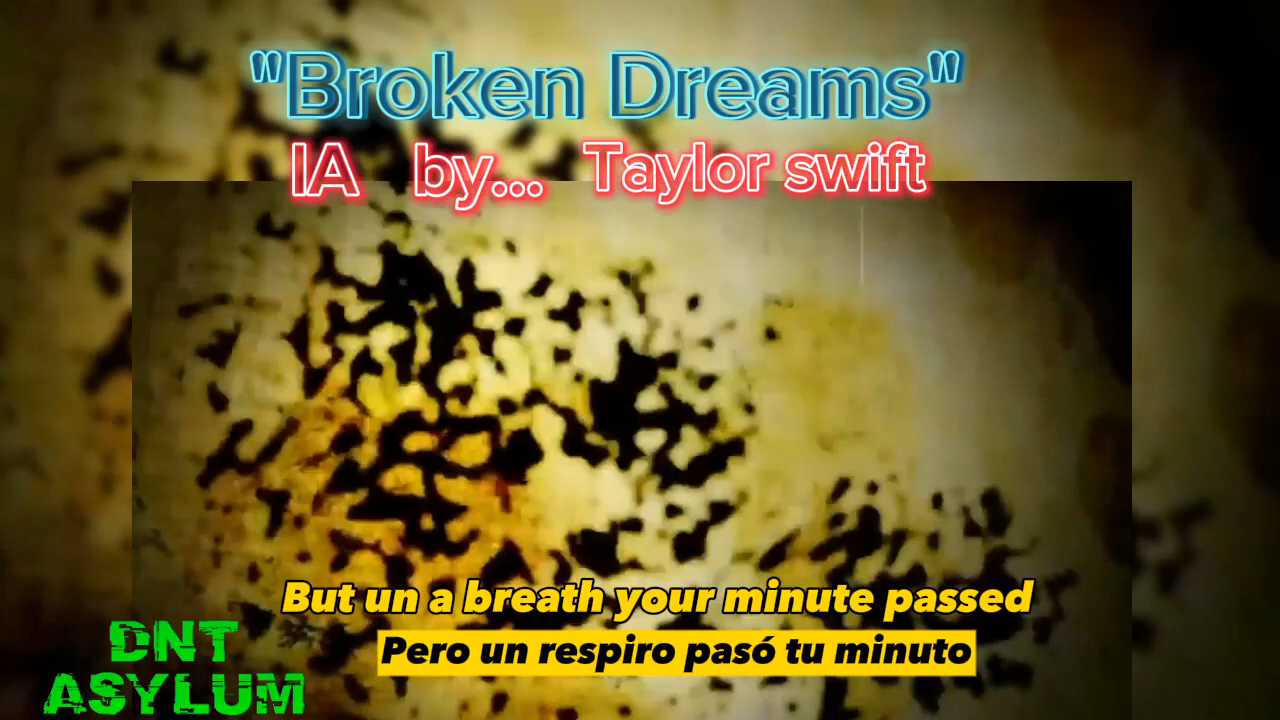 "Broken Dreams"
IA by... Taylor swift
But un a breath your minute passed
Pero un respiro pasó tu minuto
DNT
ASYLUM